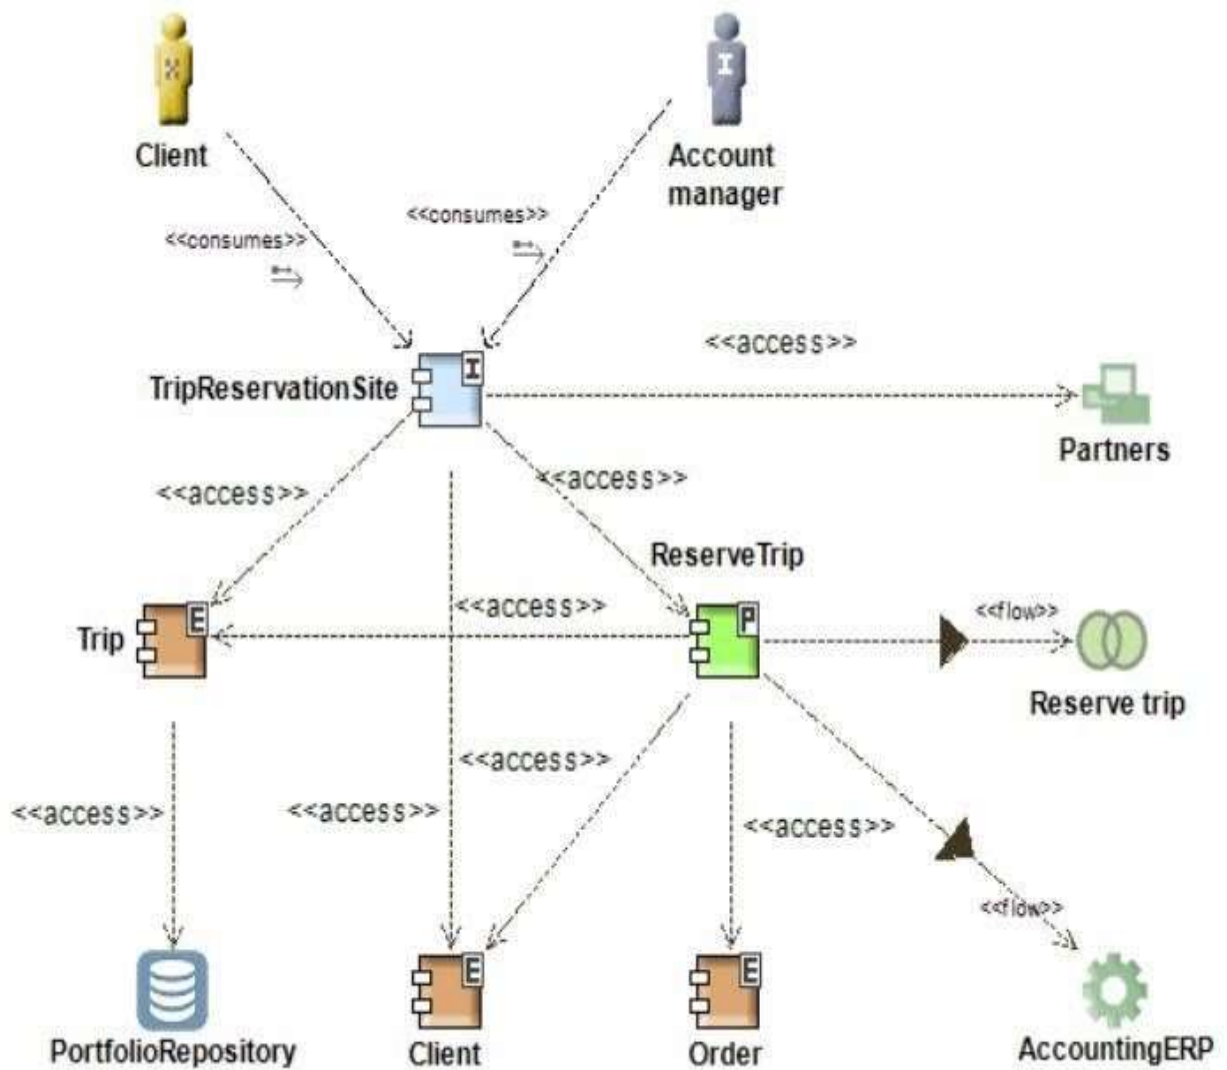 X
I
Client
Account
manager
<<consumes>>
<<consumes>>
<<access>>
I
TripReservationSite
Partners
<<access>>
<<access>>
ReserveTrip
E
<<access>>
P
<<flow>>
Trip
Reserve trip
<<access>>
<<access>>
<<access>>
<<access>>
<<flow>>
E
E
PortfolioRepository
Client
Order
AccountingERP